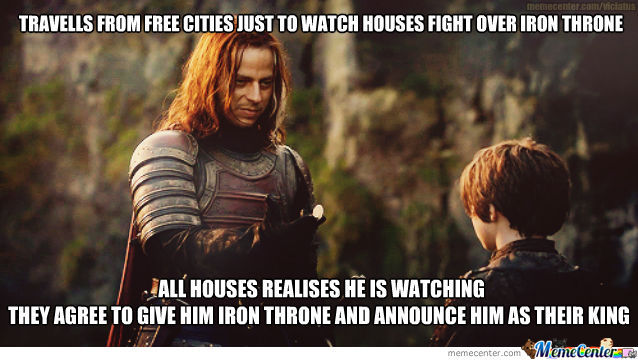 memecenter.com/viciatus
TRAVELLS FROM FREE CITIES JUST TO WATCH HOUSES FIGHT OVER IRON THRONE
ALL HOUSES REALISES HE IS WATCHING
THEY AGREE TO GIVE HIM IRON THRONE AND ANNOUNCE HIM AS THEIR KING
memecenter.com MemeCenter